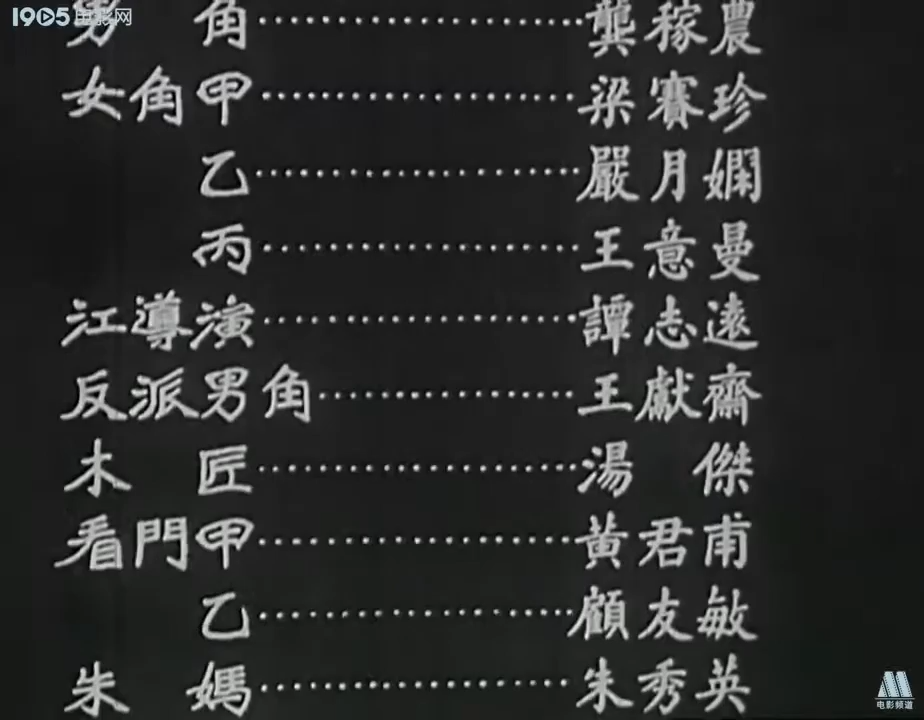 1905电影网
男 角……………………龔稼農
女角甲……………………梁賽珍
乙……………………嚴月嫻
丙……………………王意曼
江導演……………………譚志遠
反派男角……………………王獻齋
木 匠……………………湯 傑
看門甲……………………黃君甫
乙……………………顧友敏
朱 媽……………………朱秀英
电影频道